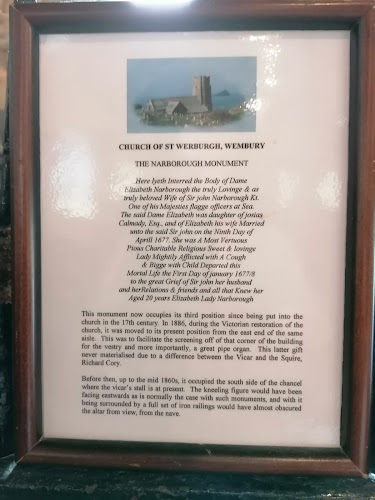 CHURCH OF ST WERBURGH, WEMBURY
THE NARBOROUGH MONUMENT
Here lyeth Interred the Body of Dame
Elizabeth Narborough the truly Lovinge & as
truly beloved Wife of Sir john Narborough Kt.
One of his Majesties flagge officers at Sea.
The said Dame Elizabeth was daughter of josias
Calmady, Esq., and of Elizabeth his wife Married
unto the said Sir john on the Ninth Day of
Aprill 1677. She was A Most Vertuous
Pious Charitable Religious Sweet & lovinge
Lady Mightily Afflicted with A Cough
& Bigge with Child Departed this
Mortal Life the First Day of january 1677/8
to the great Grief of Sir john her husband
and herRelations & friends and all that Knew her
Aged 20 years Elizabeth Lady Narborough
This monument now occupies its third position since being put into the
church in the 17th century. In 1886, during the Victorian restoration of the
church, it was moved to its present position from the east end of the same
aisle. This was to facilitate the screening off of that corner of the building
for the vestry and more importantly, a great pipe organ. This latter gift
never materialised due to a difference between the Vicar and the Squire,
Richard Cory.
Before then, up to the mid 1860s, it occupied the south side of the chancel
where the vicar's stall is at present. The kneeling figure would have been
facing eastwards as is normally the case with such monuments, and with it
being surrounded by a full set of iron railings would have almost obscured
the altar from view, from the nave.